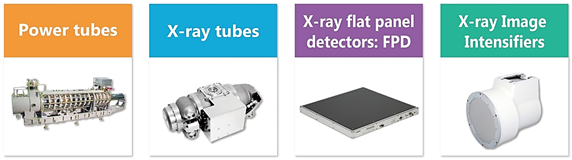 Power tubes
X-ray tubes
X-ray flat panel
detectors: FPD
X-ray Image
Intensifiers